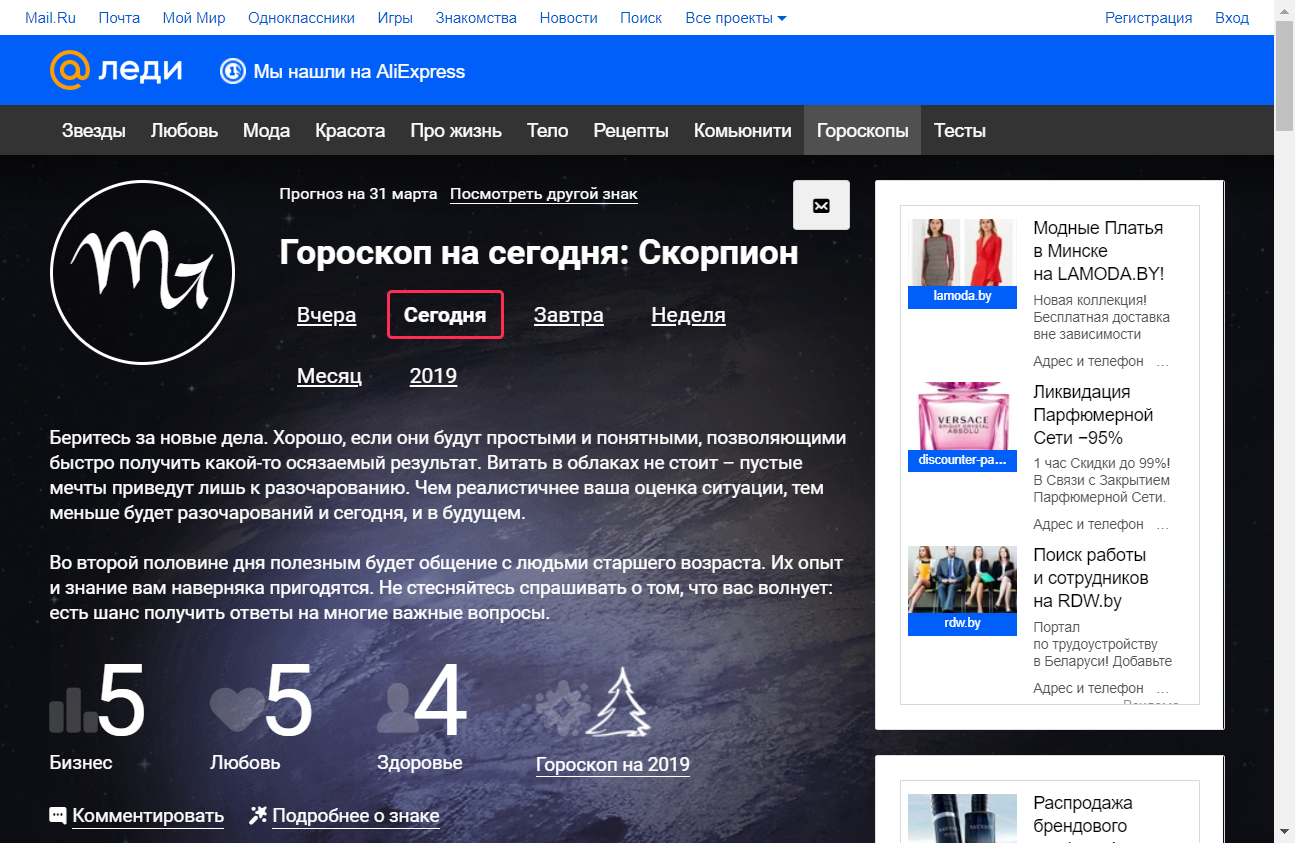 Mail.Ru Почта Мой Мир Одноклассники Игры Знакомства Новости Поиск Все проекты Регистрация Вход
@ леди Мы нашли на AliExpress
Звезды Любовь Мода Красота Про жизнь Тело Рецепты Комьюнити Гороскопы Тесты
Прогноз на 31 марта Посмотреть другой знак
Гороскоп на сегодня: Скорпион
Вчера Сегодня Завтра Неделя
Месяц 2019
Беритесь за новые дела. Хорошо, если они будут простыми и понятными, позволяющими
быстро получить какой-то осязаемый результат. Витать в облаках не стоит – пустые
мечты приведут лишь к разочарованию. Чем реалистичнее ваша оценка ситуации, тем
меньше будет разочарований и сегодня, и в будущем.
Во второй половине дня полезным будет общение с людьми старшего возраста. Их опыт
и знание вам наверняка пригодятся. Не стесняйтесь спрашивать о том, что вас волнует:
есть шанс получить ответы на многие важные вопросы.
5 5 4
Бизнес Любовь Здоровье Гороскоп на 2019
Комментировать Подробнее о знаке
Модные Платья
в Минске
на LAMODA.BY!
lamoda.by
Новая коллекция!
Бесплатная доставка
вне зависимости
Адрес и телефон ...
VERSACE
BRIGHT CRYSTAL
ABSOLU
discounter-pa...
Ликвидация
Парфюмерной
Сети −95%
1 час Скидки до 99%!
В Связи с Закрытием
Парфюмерной Сети.
Адрес и телефон ...
rdw.by
Поиск работы
и сотрудников
на RDW.by
Портал
по трудоустройству
в Беларуси! Добавьте
Адрес и телефон ...
Распродажа
брендового